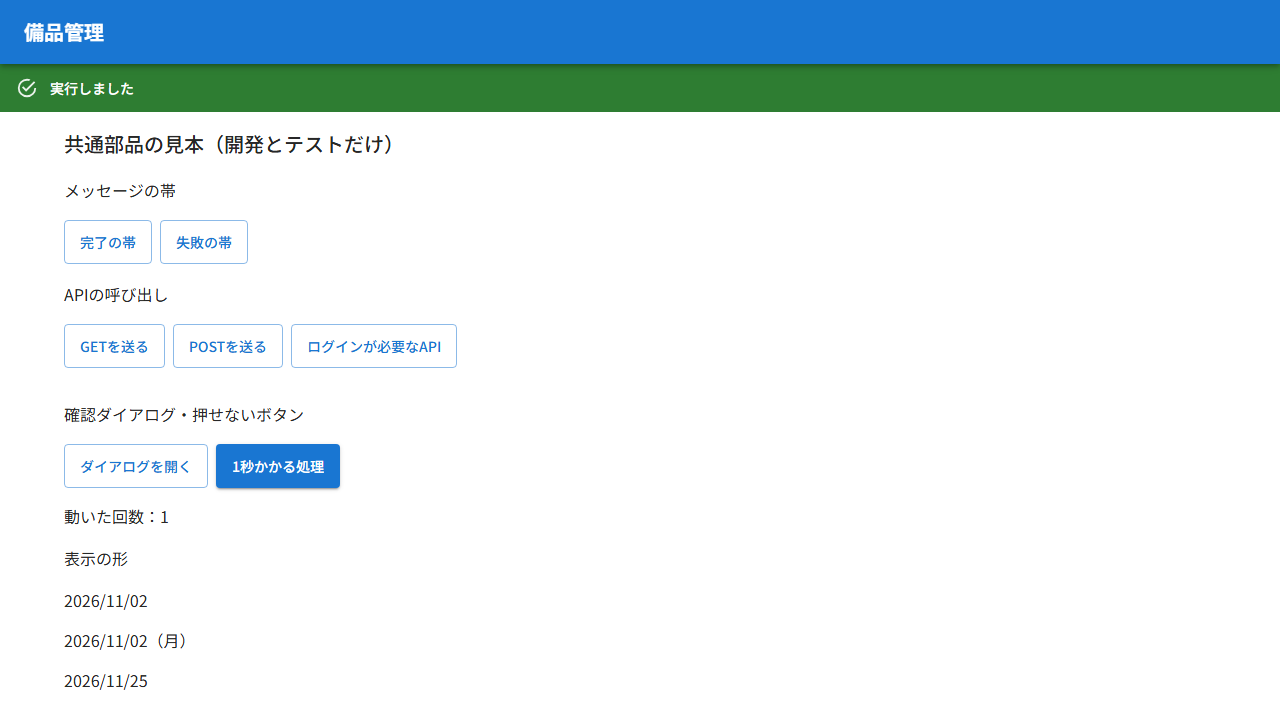 備品管理
実行しました
共通部品の見本（開発とテストだけ）
メッセージの帯
完了の帯 失敗の帯
APIの呼び出し
GETを送る POSTを送る ログインが必要なAPI
確認ダイアログ・押せないボタン
ダイアログを開く 1秒かかる処理
動いた回数：1
表示の形
2026/11/02
2026/11/02（月）
2026/11/25